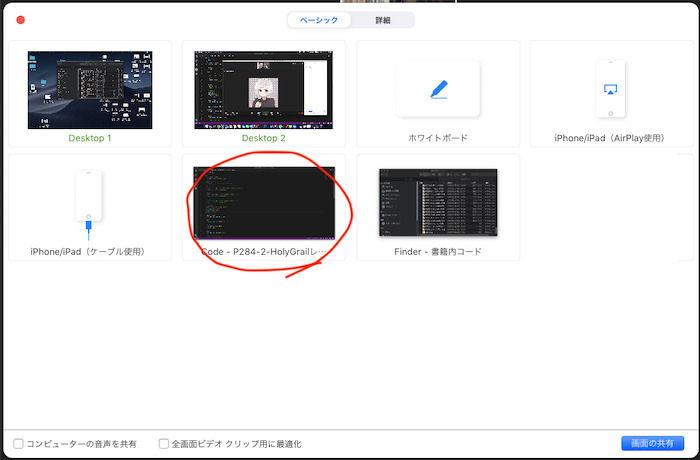 ベーシック
詳細
Desktop 1
Desktop 2
ホワイトボード
iPhone/iPad（AirPlay使用）
iPhone/iPad（ケーブル使用）
Code - P284-2-HolyGrailレ…
Finder - 書籍内コード
コンピューターの音声を共有
全画面ビデオ クリップ用に最適化
画面の共有